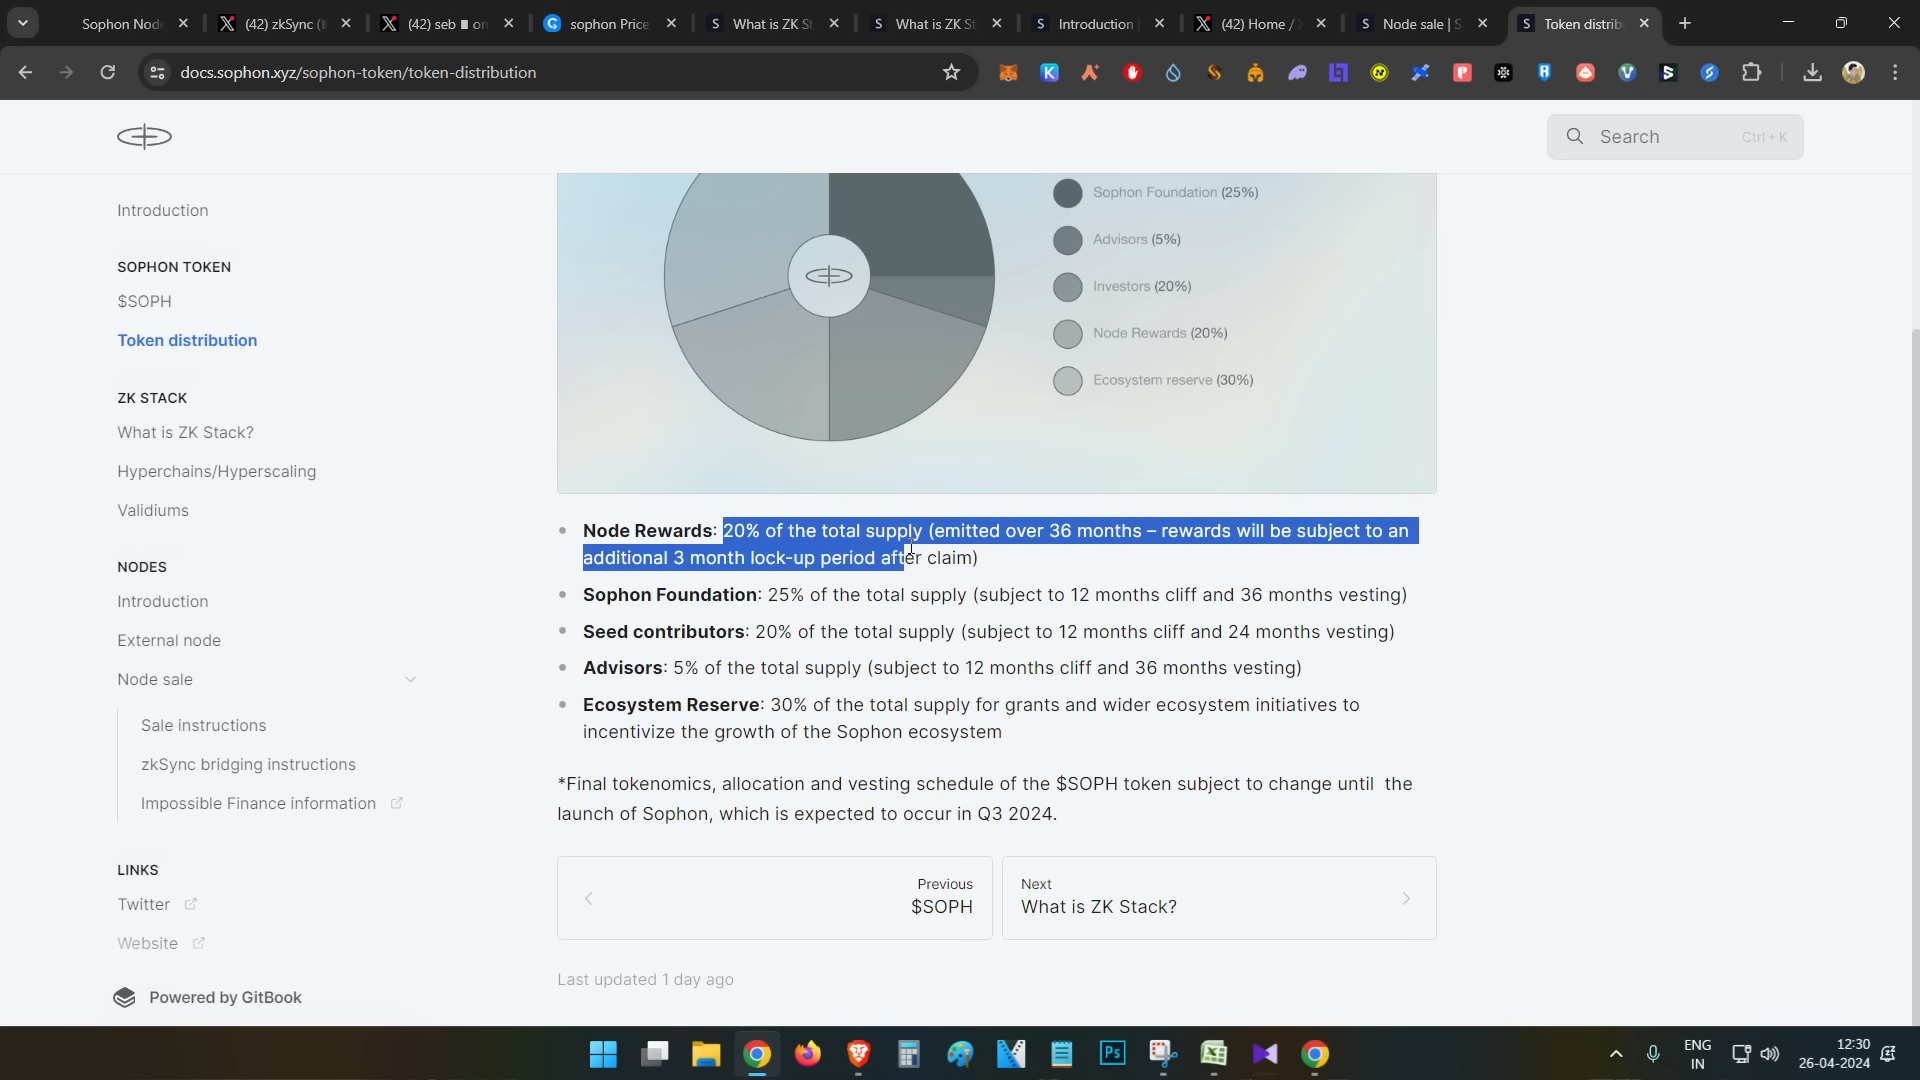 Sophon Node
(42) zkSync (
(42) seb
on
sophon Price
What is ZK St
What is ZK St
Introduction
(42) Home /
Node sale | S
Token distrib
docs.sophon.xyz/sophon-token/token-distribution
Search
Ctrl + K
Introduction
SOPHON TOKEN
$SOPH
Token distribution
ZK STACK
What is ZK Stack?
Hyperchains/Hyperscaling
Validiums
NODES
Introduction
External node
Node sale
Sale instructions
zkSync bridging instructions
Impossible Finance information
LINKS
Twitter
Website
Powered by GitBook
Sophon Foundation (25%)
Advisors (5%)
Investors (20%)
Node Rewards (20%)
Ecosystem reserve (30%)
Node Rewards: 20% of the total supply (emitted over 36 months – rewards will be subject to an
additional 3 month lock-up period after claim)
Sophon Foundation: 25% of the total supply (subject to 12 months cliff and 36 months vesting)
Seed contributors: 20% of the total supply (subject to 12 months cliff and 24 months vesting)
Advisors: 5% of the total supply (subject to 12 months cliff and 36 months vesting)
Ecosystem Reserve: 30% of the total supply for grants and wider ecosystem initiatives to
incentivize the growth of the Sophon ecosystem
*Final tokenomics, allocation and vesting schedule of the $SOPH token subject to change until the
launch of Sophon, which is expected to occur in Q3 2024.
Previous
$SOPH
Next
What is ZK Stack?
Last updated 1 day ago
Ps
ENG
IN
12:30
26-04-2024